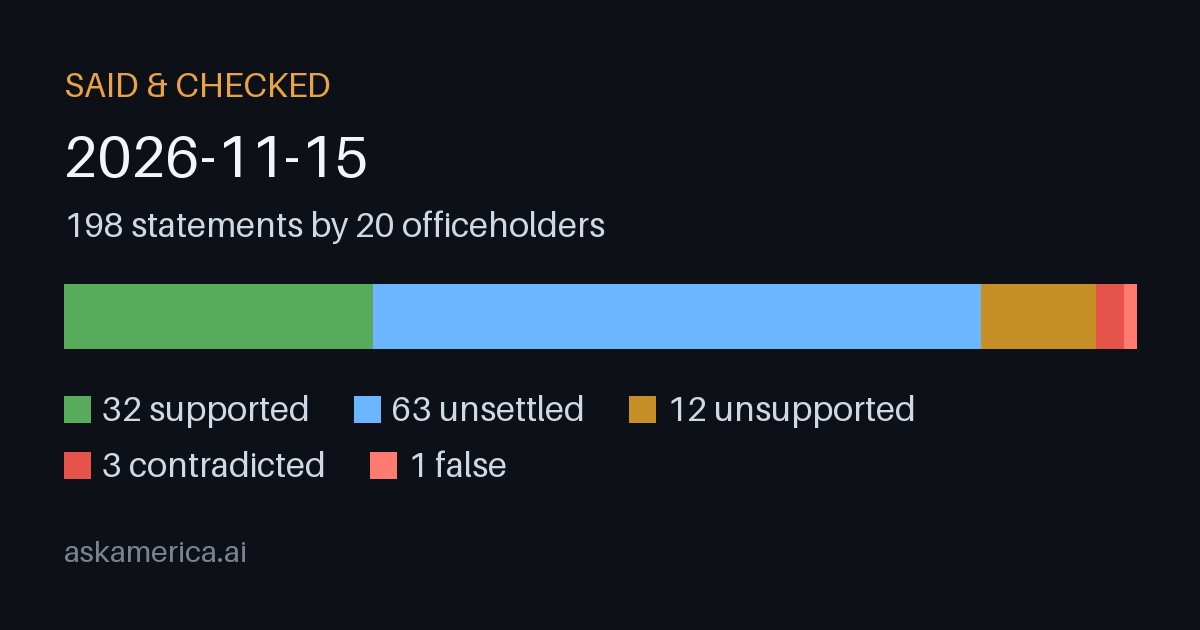 SAID & CHECKED
2026-11-15
198 statements by 20 officeholders
32 supported 63 unsettled 12 unsupported
3 contradicted 1 false
askamerica.ai